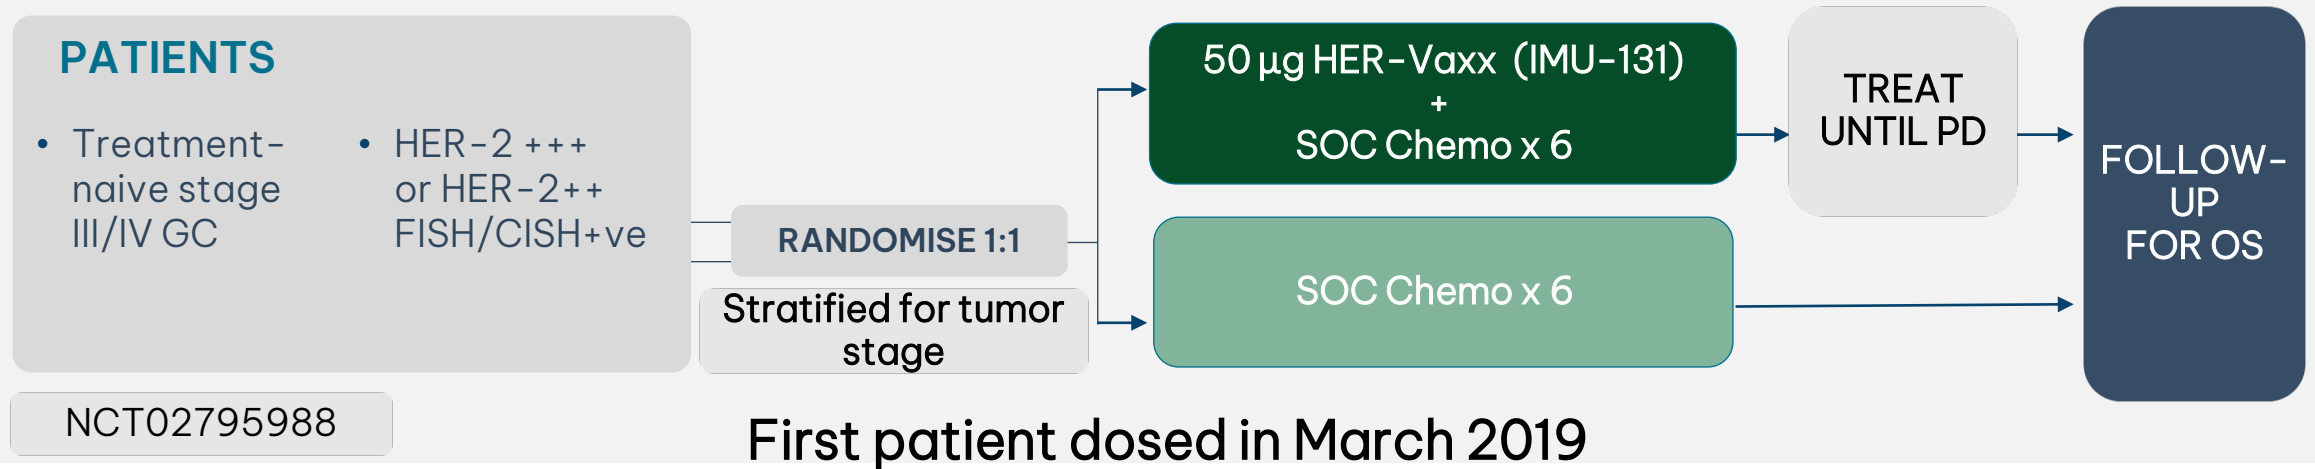 PATIENTS
• Treatment-
naive stage
III/IV GC
• HER-2 +++
or HER-2++
FISH/CISH+ve
RANDOMISE 1:1
Stratified for tumor
stage
50 µg HER-Vaxx (IMU-131)
+
SOC Chemo x 6
SOC Chemo x 6
TREAT
UNTIL PD
FOLLOW-
UP
FOR OS
NCT02795988
First patient dosed in March 2019